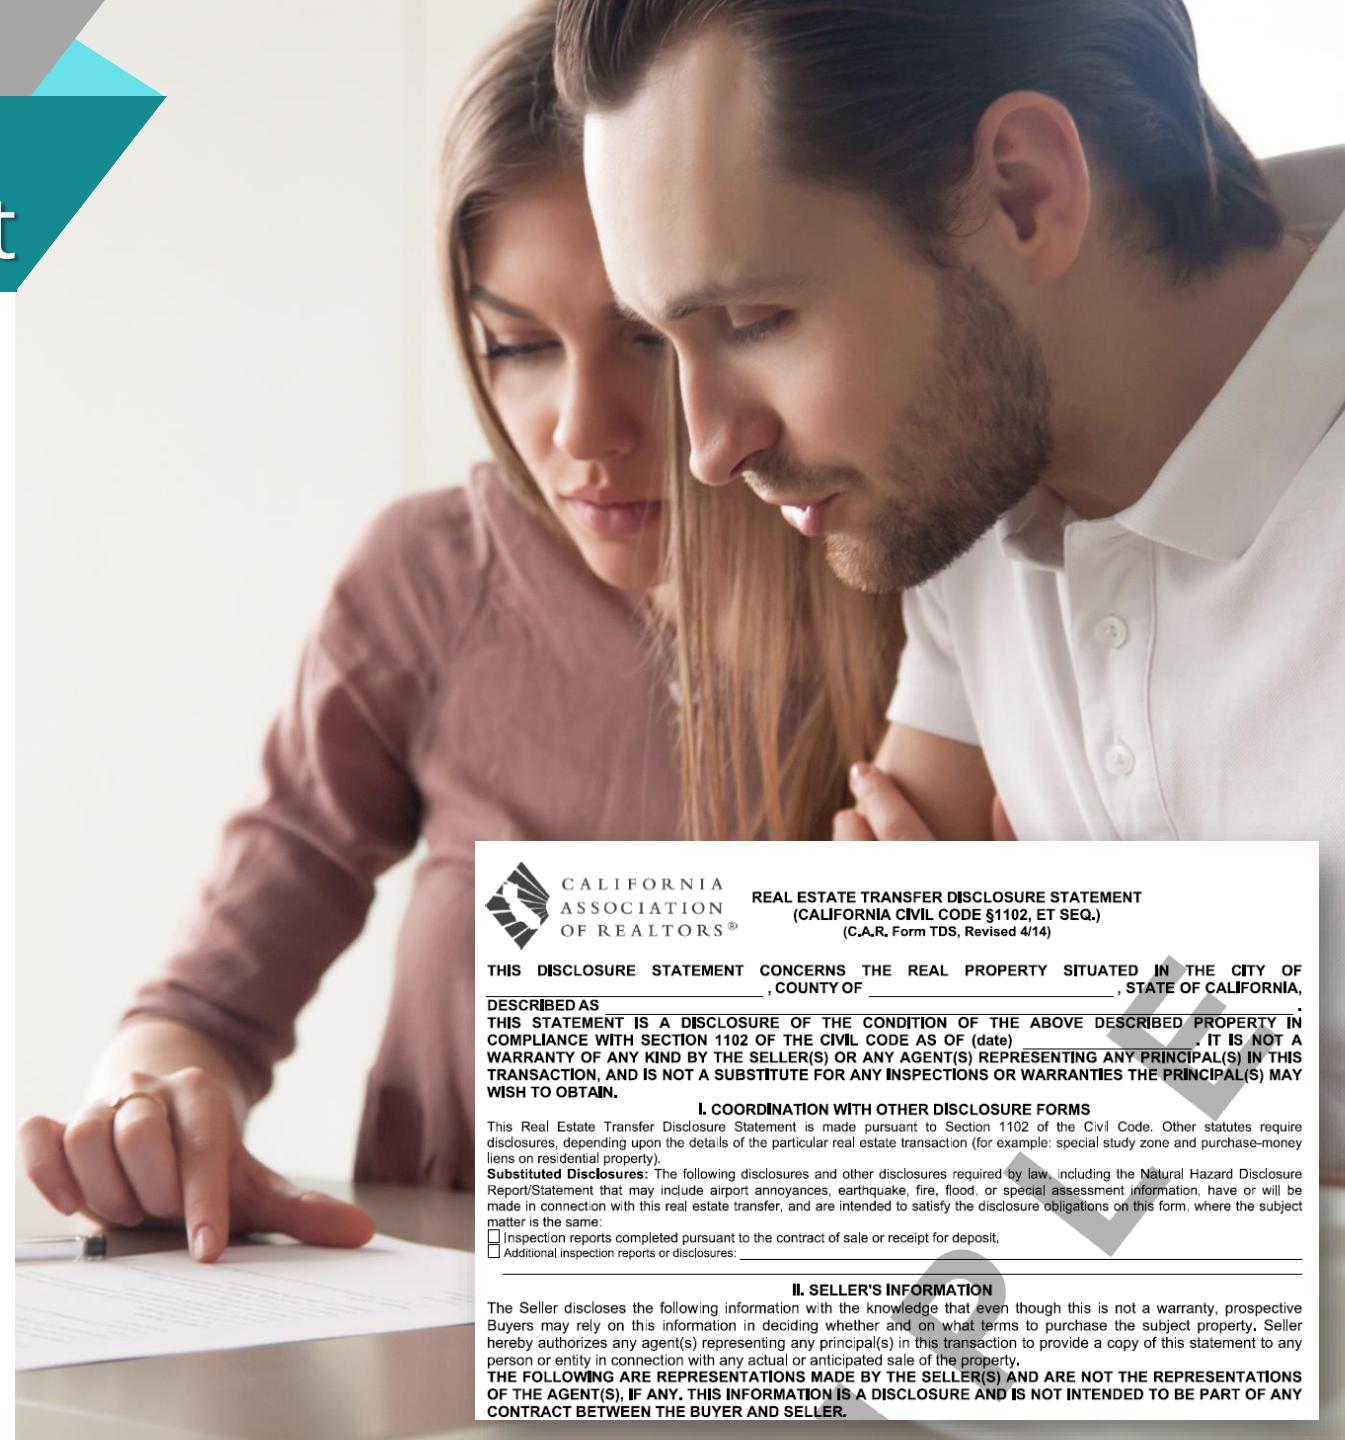 t
CALIFORNIA
ASSOCIATION
OF REALTORS®
REAL ESTATE TRANSFER DISCLOSURE STATEMENT
(CALIFORNIA CIVIL CODE §1102, ET SEQ.)
(C.A.R. Form TDS, Revised 4/14)
THIS DISCLOSURE STATEMENT CONCERNS THE REAL PROPERTY SITUATED IN THE CITY OF
, COUNTY OF , STATE OF CALIFORNIA,
DESCRIBED AS .
THIS STATEMENT IS A DISCLOSURE OF THE CONDITION OF THE ABOVE DESCRIBED PROPERTY IN
COMPLIANCE WITH SECTION 1102 OF THE CIVIL CODE AS OF (date) . IT IS NOT A
WARRANTY OF ANY KIND BY THE SELLER(S) OR ANY AGENT(S) REPRESENTING ANY PRINCIPAL(S) IN THIS
TRANSACTION, AND IS NOT A SUBSTITUTE FOR ANY INSPECTIONS OR WARRANTIES THE PRINCIPAL(S) MAY
WISH TO OBTAIN.
I. COORDINATION WITH OTHER DISCLOSURE FORMS
This Real Estate Transfer Disclosure Statement is made pursuant to Section 1102 of the Civil Code. Other statutes require
disclosures, depending upon the details of the particular real estate transaction (for example: special study zone and purchase-money
liens on residential property).
Substituted Disclosures: The following disclosures and other disclosures required by law, including the Natural Hazard Disclosure
Report/Statement that may include airport annoyances, earthquake, fire, flood, or special assessment information, have or will be
made in connection with this real estate transfer, and are intended to satisfy the disclosure obligations on this form, where the subject
matter is the same:
Inspection reports completed pursuant to the contract of sale or receipt for deposit.
Additional inspection reports or disclosures:
II. SELLER'S INFORMATION
The Seller discloses the following information with the knowledge that even though this is not a warranty, prospective
Buyers may rely on this information in deciding whether and on what terms to purchase the subject property. Seller
hereby authorizes any agent(s) representing any principal(s) in this transaction to provide a copy of this statement to any
person or entity in connection with any actual or anticipated sale of the property.
THE FOLLOWING ARE REPRESENTATIONS MADE BY THE SELLER(S) AND ARE NOT THE REPRESENTATIONS
OF THE AGENT(S), IF ANY. THIS INFORMATION IS A DISCLOSURE AND IS NOT INTENDED TO BE PART OF ANY
CONTRACT BETWEEN THE BUYER AND SELLER.
PLE